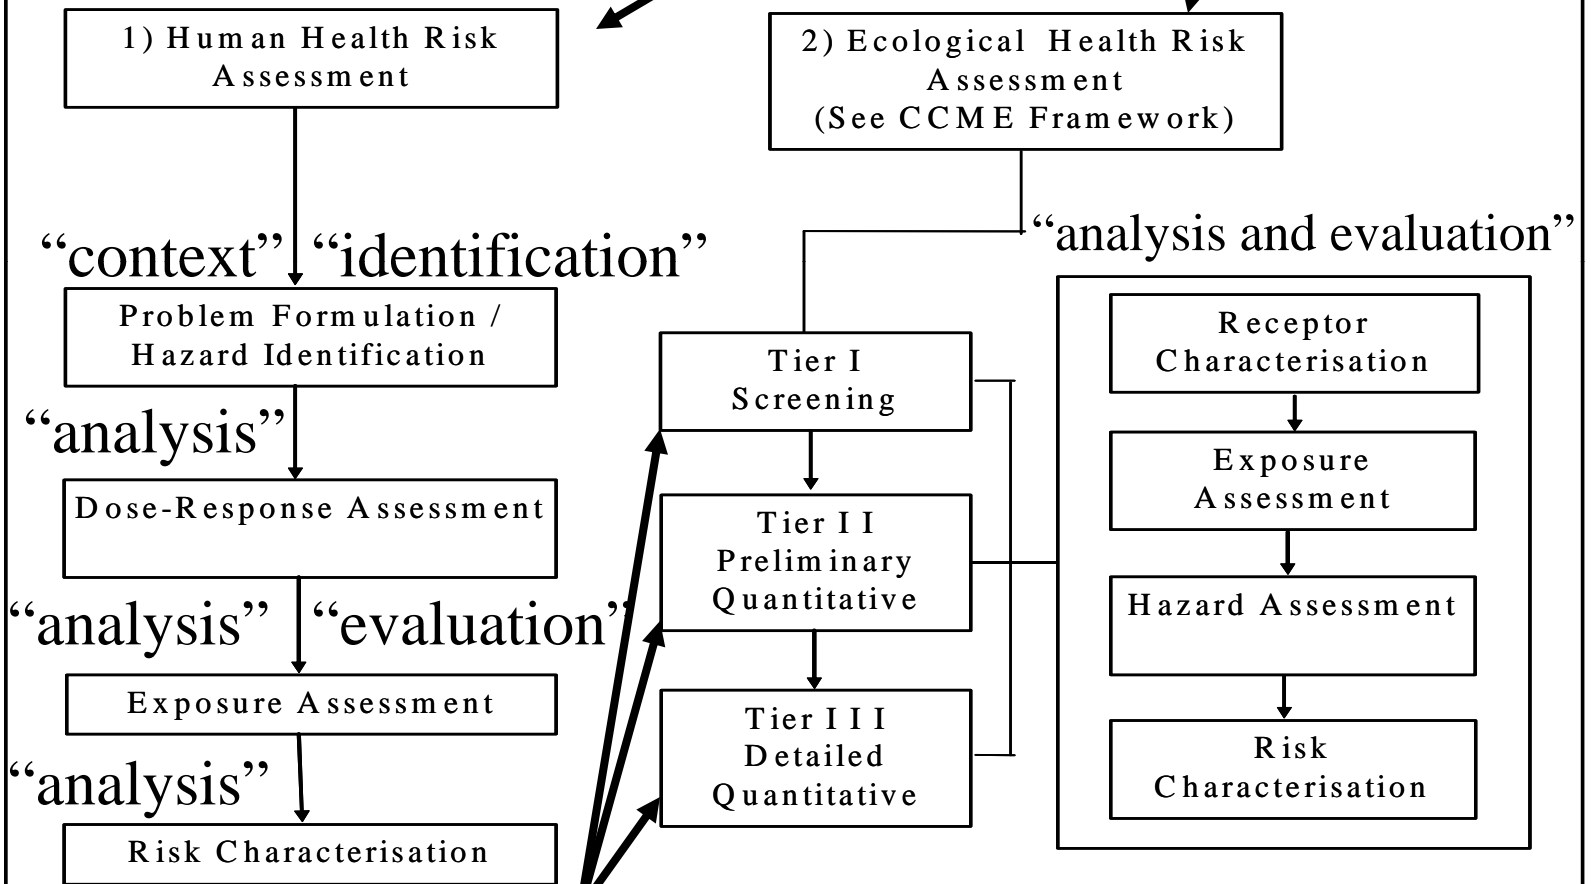 1) Human Health Risk
Assessment
2) Ecological Health Risk
Assessment
(See CCME Framework)
“context” “identification”
“analysis and evaluation”
Problem Formulation /
Hazard Identification
“analysis”
Dose-Response Assessment
“analysis” “evaluation”
Exposure Assessment
“analysis”
Risk Characterisation
Tier I
Screening
Tier II
Preliminary
Quantitative
Tier III
Detailed
Quantitative
Receptor
Characterisation
Exposure
Assessment
Hazard Assessment
Risk
Characterisation